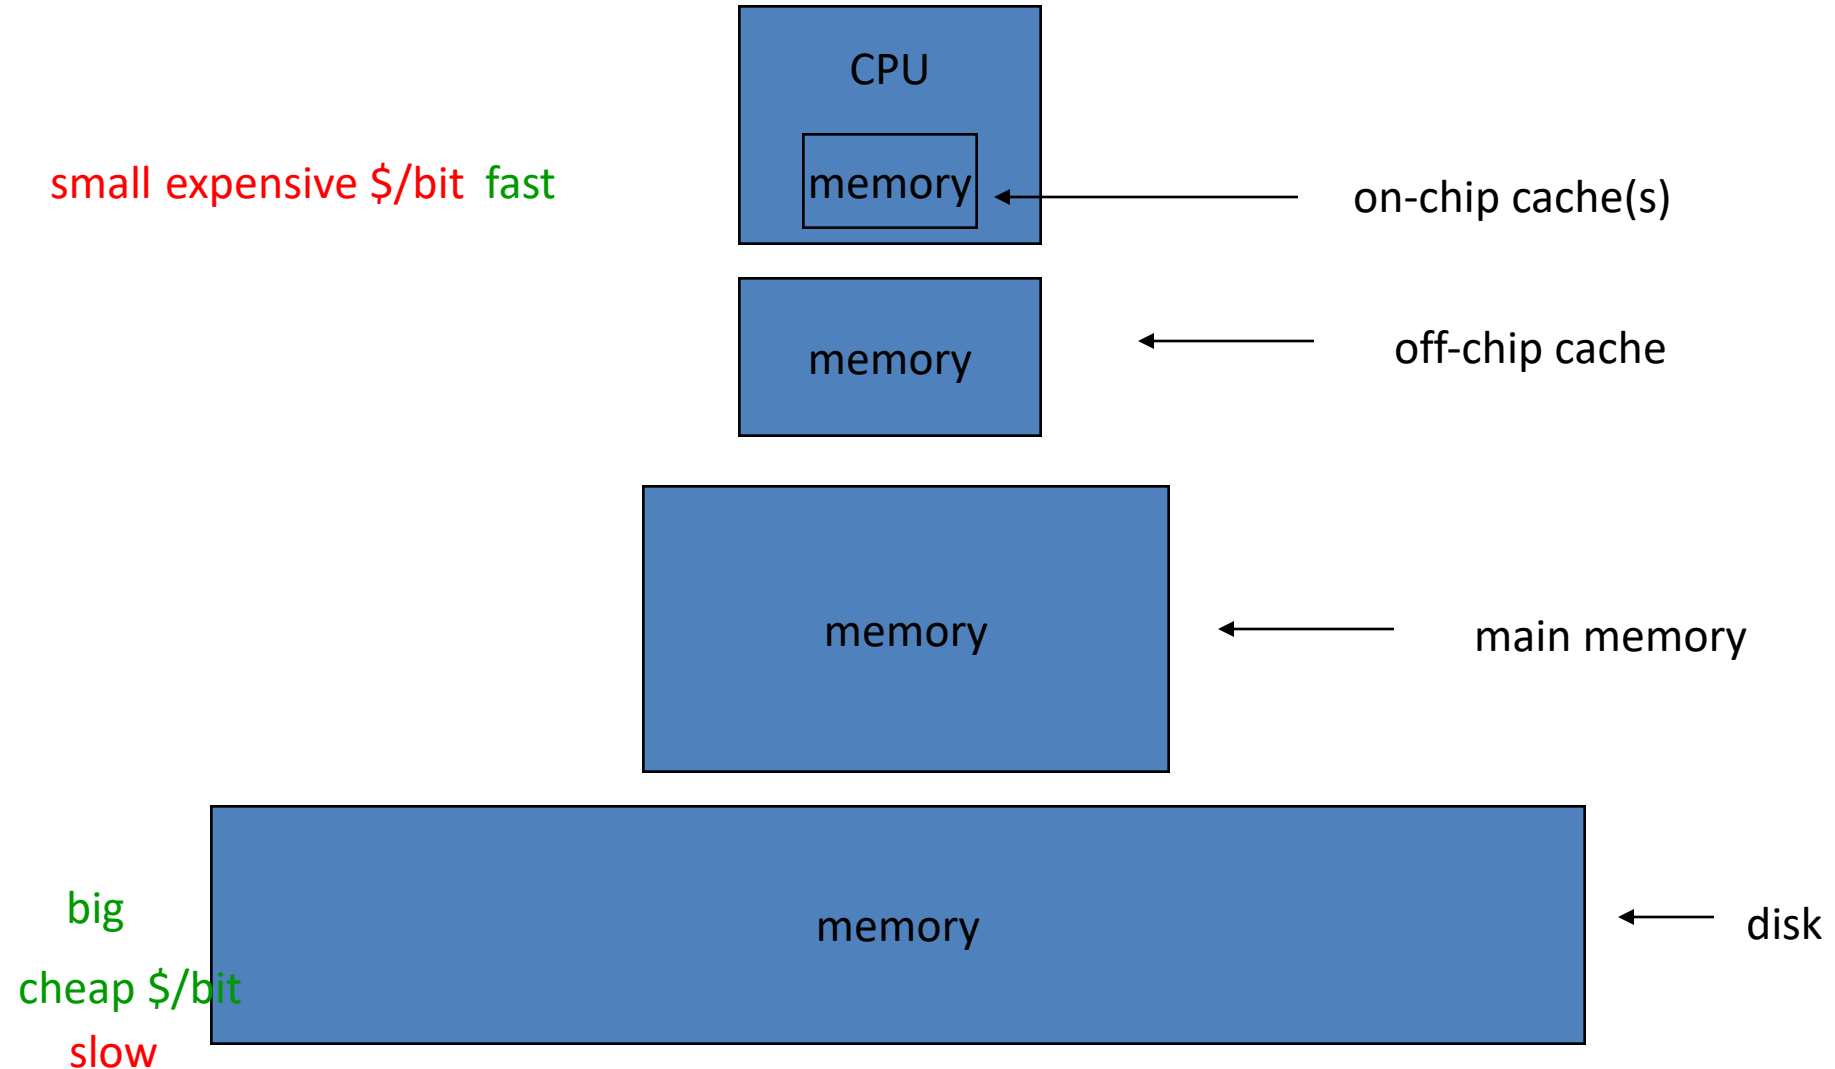 CPU
small expensive $/bit fast
memory
on-chip cache(s)
memory
off-chip cache
memory
main memory
big
memory
disk
cheap $/bit
slow